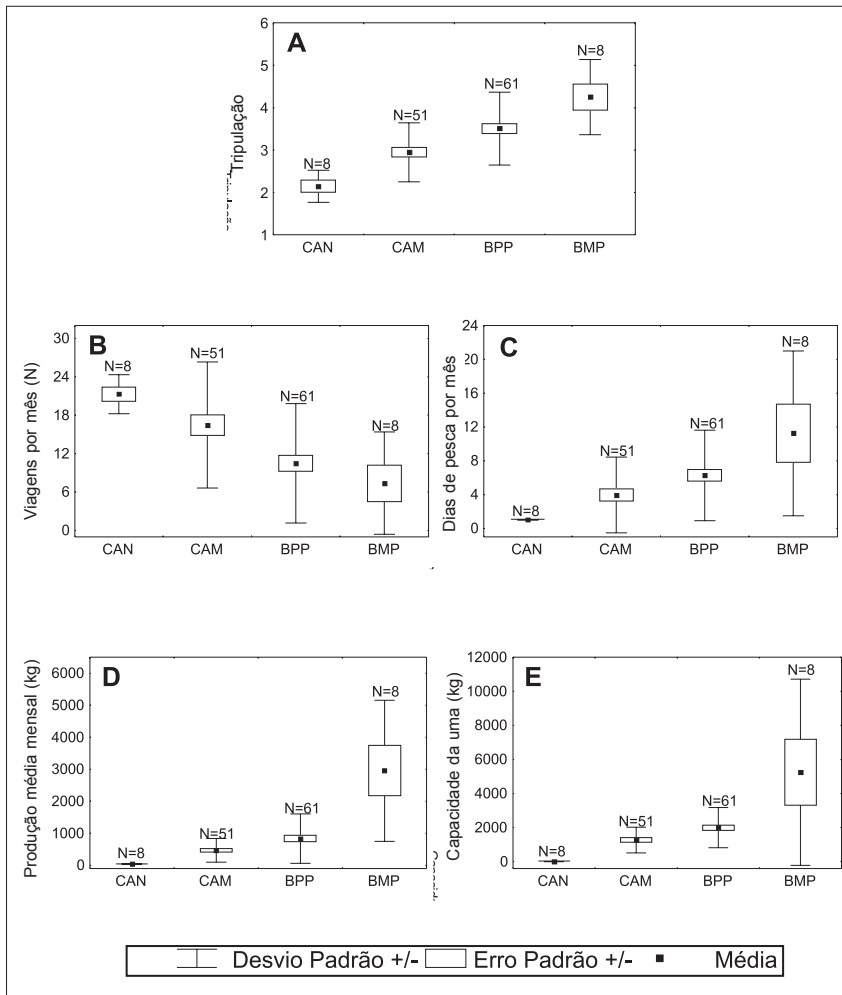 A
Tripulação
6
5
4
3
2
1
N=8
N=51
N=61
N=8
CAN CAM BPP BMP
B
Viagens por mês (N)
30
24
18
12
6
0
N=8
N=51
N=61
N=8
CAN CAM BPP BMP
C
Dias de pesca por mês
24
20
16
12
8
4
0
N=8
N=51
N=61
N=8
CAN CAM BPP BMP
D
Produção média mensal (kg)
6000
5000
4000
3000
2000
1000
0
N=8
N=51
N=61
N=8
CAN CAM BPP BMP
E
Capacidade da uma (kg)
12000
10000
8000
6000
4000
2000
0
N=8
N=51
N=61
N=8
CAN CAM BPP BMP
Desvio Padrão +/- Erro Padrão +/- Média